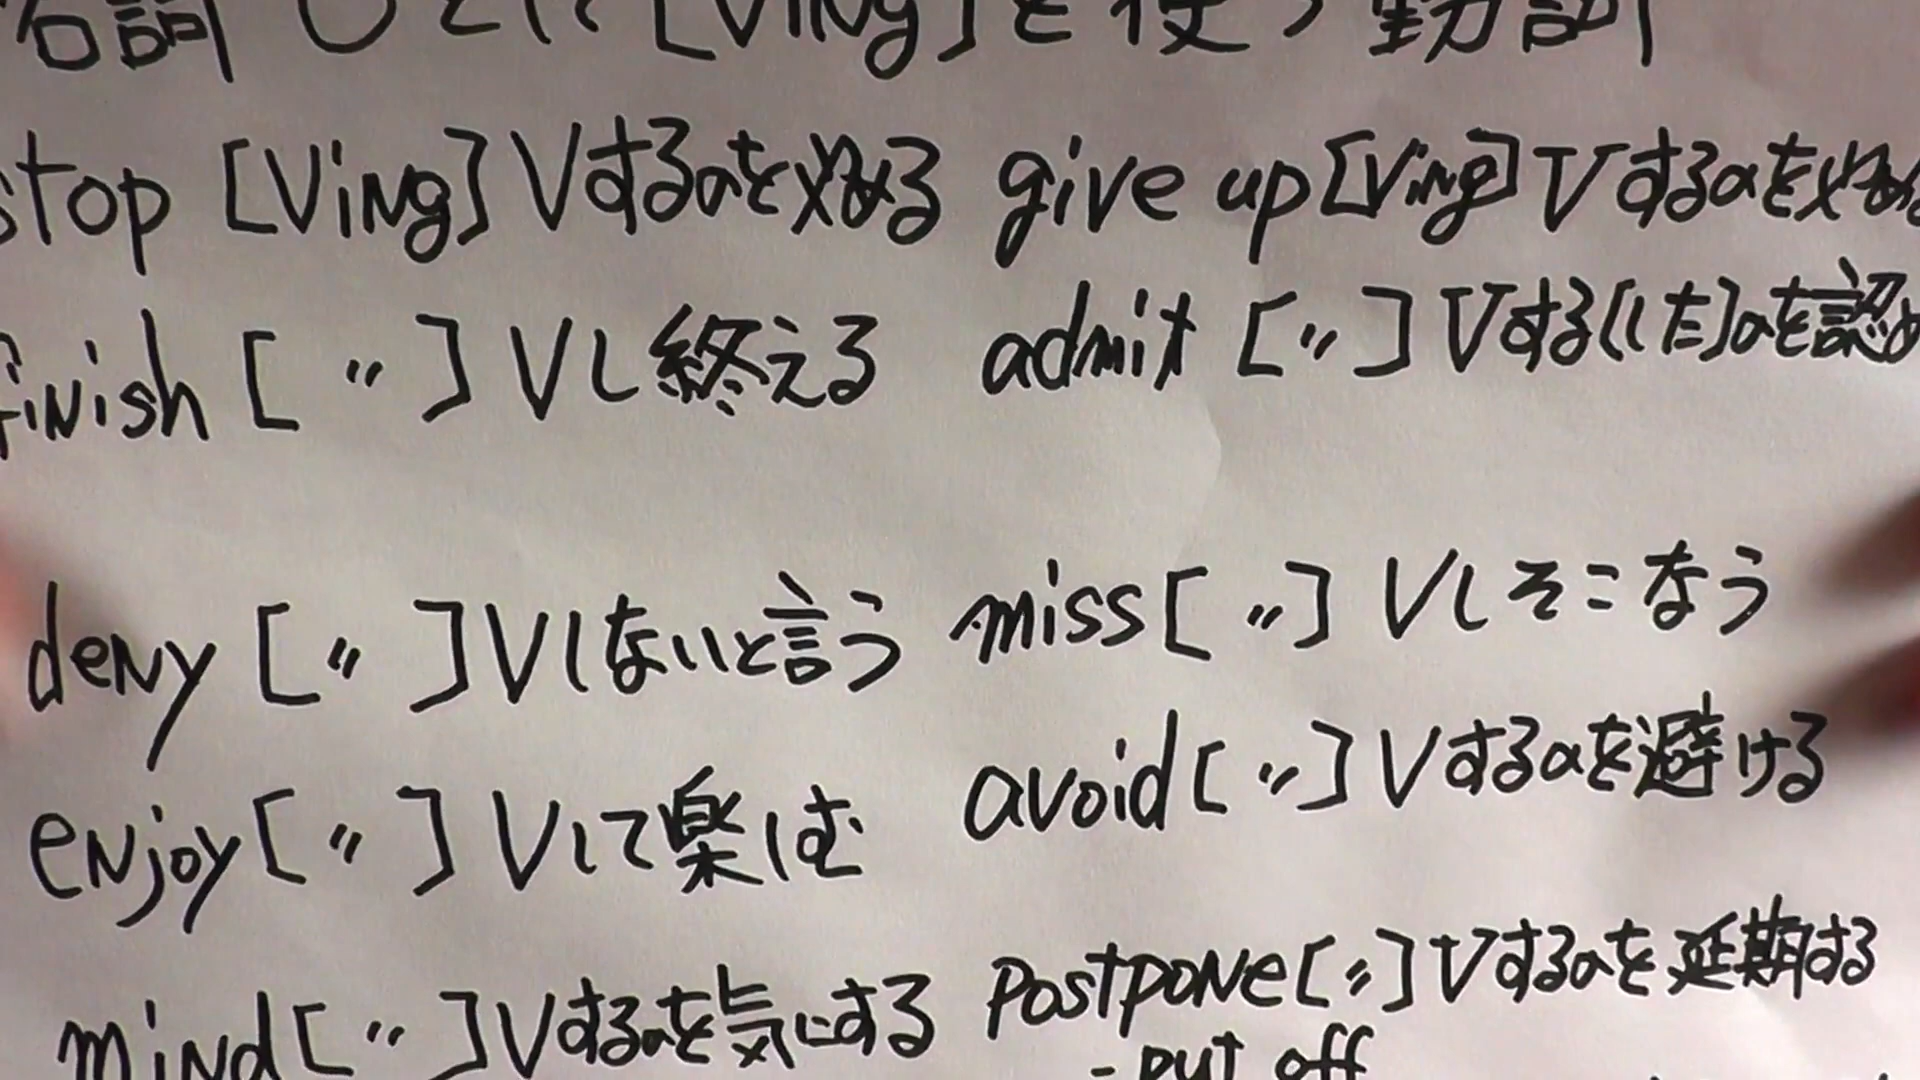 名詞 Oとして[Ving]を使う動詞
stop [Ving] Vするのをやめる
give up [Ving] Vするのをやめる
finish [〃] Vし終える
admit [〃] Vする[した]のを認め
deny [〃] Vしないと言う
miss [〃] Vしそこなう
enjoy [〃] Vして楽しむ
avoid [〃] Vするのを避ける
mind [〃] Vするのを気にする
postpone [〃] Vするのを延期する
- put off